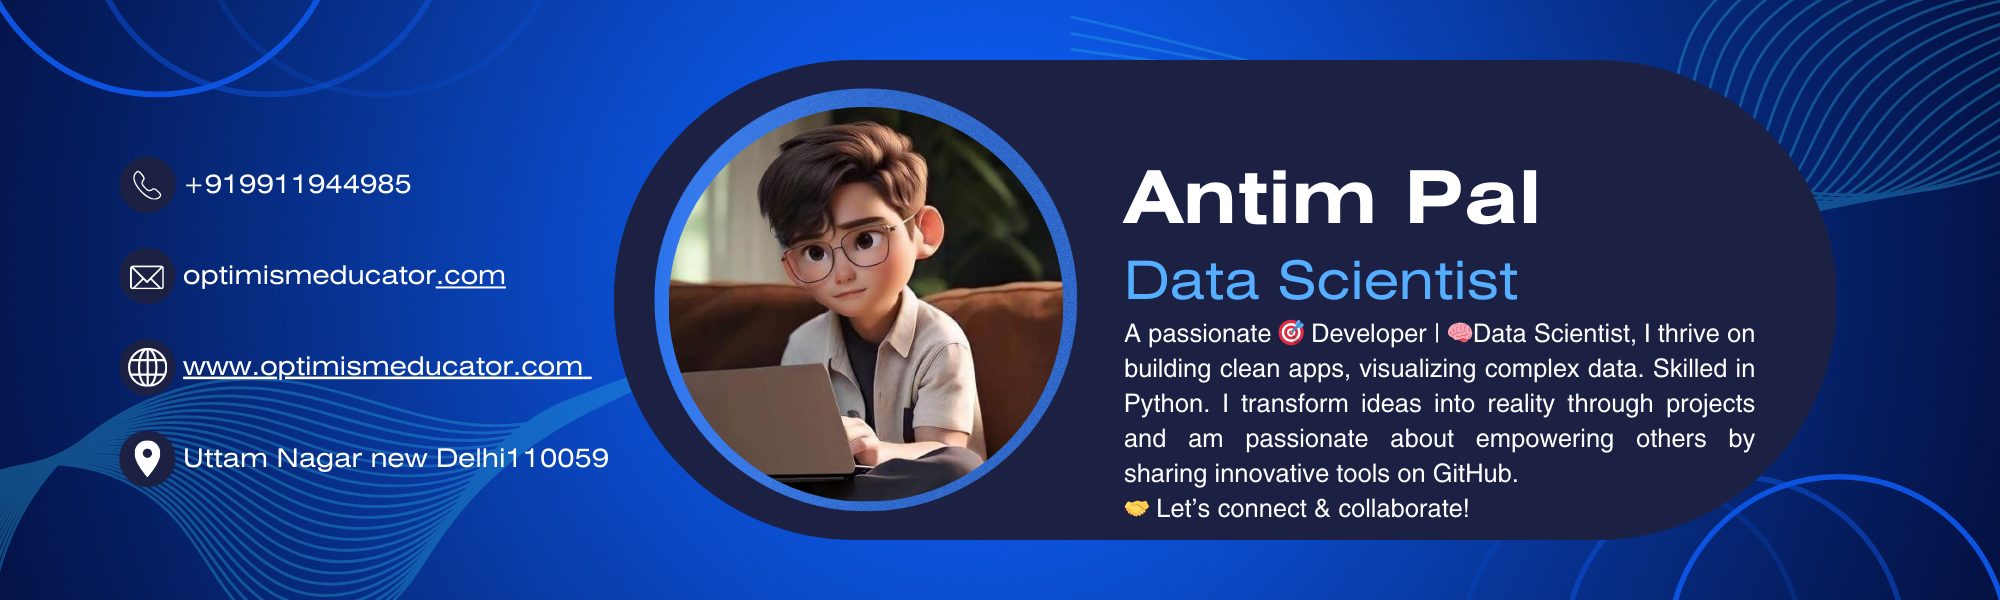 +919911944985
optimismeducator.com
www.optimismeducator.com
Uttam Nagar new Delhi110059
Antim Pal
Data Scientist
A passionate 🎯 Developer | 🧠Data Scientist, I thrive on
building clean apps, visualizing complex data. Skilled in
Python. I transform ideas into reality through projects
and am passionate about empowering others by
sharing innovative tools on GitHub.
🤝 Let’s connect & collaborate!